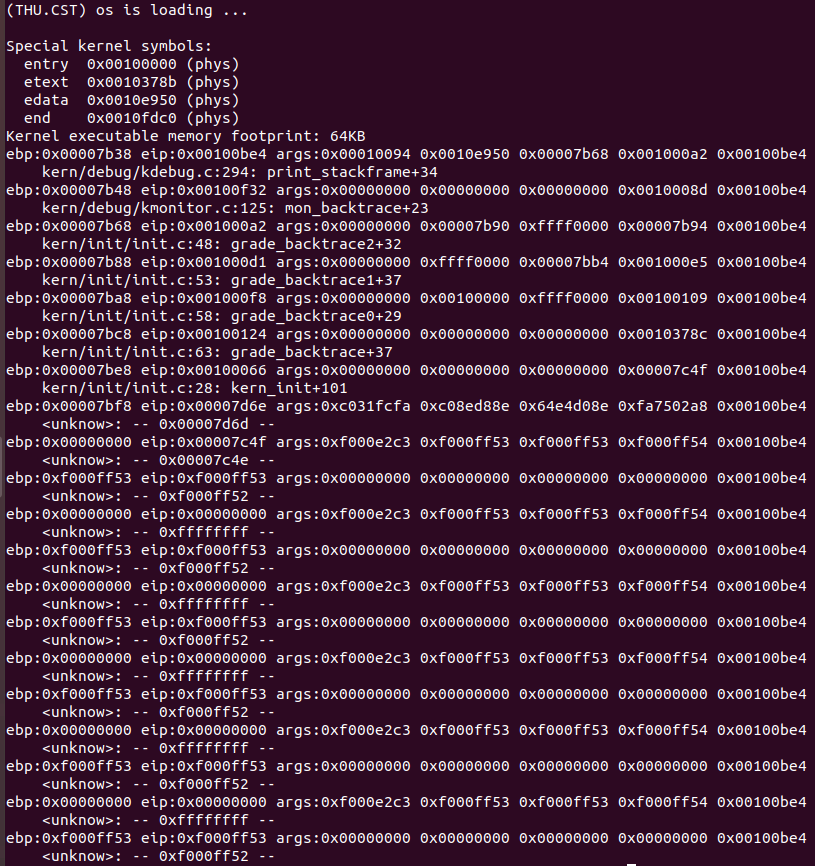 (THU.CST) os is loading ...
Special kernel symbols:
entry 0x00100000 (phys)
etext 0x0010378b (phys)
edata 0x0010e950 (phys)
end 0x0010fdc0 (phys)
Kernel executable memory footprint: 64KB
ebp:0x00007b38 eip:0x00100be4 args:0x00010094 0x0010e950 0x00007b68 0x001000a2 0x00100be4
kern/debug/kdebug.c:294: print_stackframe+34
ebp:0x00007b48 eip:0x00100f32 args:0x00000000 0x00000000 0x00000000 0x0010008d 0x00100be4
kern/debug/kmonitor.c:125: mon_backtrace+23
ebp:0x00007b68 eip:0x001000a2 args:0x00000000 0x00007b90 0xffff0000 0x00007b94 0x00100be4
kern/init/init.c:48: grade_backtrace2+32
ebp:0x00007b88 eip:0x001000d1 args:0x00000000 0xffff0000 0x00007bb4 0x001000e5 0x00100be4
kern/init/init.c:53: grade_backtrace1+37
ebp:0x00007ba8 eip:0x001000f8 args:0x00000000 0x00100000 0xffff0000 0x00100109 0x00100be4
kern/init/init.c:58: grade_backtrace0+29
ebp:0x00007bc8 eip:0x00100124 args:0x00000000 0x00000000 0x00000000 0x0010378c 0x00100be4
kern/init/init.c:63: grade_backtrace+37
ebp:0x00007be8 eip:0x00100066 args:0x00000000 0x00000000 0x00000000 0x00007c4f 0x00100be4
kern/init/init.c:28: kern_init+101
ebp:0x00007bf8 eip:0x00007d6e args:0xc031fcfa 0xc08ed88e 0x64e4d08e 0xfa7502a8 0x00100be4
<unknow>: -- 0x00007d6d --
ebp:0x00000000 eip:0x00007c4f args:0xf000e2c3 0xf000ff53 0xf000ff53 0xf000ff54 0x00100be4
<unknow>: -- 0x00007c4e --
ebp:0xf000ff53 eip:0xf000ff53 args:0x00000000 0x00000000 0x00000000 0x00000000 0x00100be4
<unknow>: -- 0xf000ff52 --
ebp:0x00000000 eip:0x00000000 args:0xf000e2c3 0xf000ff53 0xf000ff53 0xf000ff54 0x00100be4
<unknow>: -- 0xffffffff --
ebp:0xf000ff53 eip:0xf000ff53 args:0x00000000 0x00000000 0x00000000 0x00000000 0x00100be4
<unknow>: -- 0xf000ff52 --
ebp:0x00000000 eip:0x00000000 args:0xf000e2c3 0xf000ff53 0xf000ff53 0xf000ff54 0x00100be4
<unknow>: -- 0xffffffff --
ebp:0xf000ff53 eip:0xf000ff53 args:0x00000000 0x00000000 0x00000000 0x00000000 0x00100be4
<unknow>: -- 0xf000ff52 --
ebp:0x00000000 eip:0x00000000 args:0xf000e2c3 0xf000ff53 0xf000ff53 0xf000ff54 0x00100be4
<unknow>: -- 0xffffffff --
ebp:0xf000ff53 eip:0xf000ff53 args:0x00000000 0x00000000 0x00000000 0x00000000 0x00100be4
<unknow>: -- 0xf000ff52 --
ebp:0x00000000 eip:0x00000000 args:0xf000e2c3 0xf000ff53 0xf000ff53 0xf000ff54 0x00100be4
<unknow>: -- 0xffffffff --
ebp:0xf000ff53 eip:0xf000ff53 args:0x00000000 0x00000000 0x00000000 0x00000000 0x00100be4
<unknow>: -- 0xf000ff52 --
ebp:0x00000000 eip:0x00000000 args:0xf000e2c3 0xf000ff53 0xf000ff53 0xf000ff54 0x00100be4
<unknow>: -- 0xffffffff --
ebp:0xf000ff53 eip:0xf000ff53 args:0x00000000 0x00000000 0x00000000 0x00000000 0x00100be4
<unknow>: -- 0xf000ff52 --